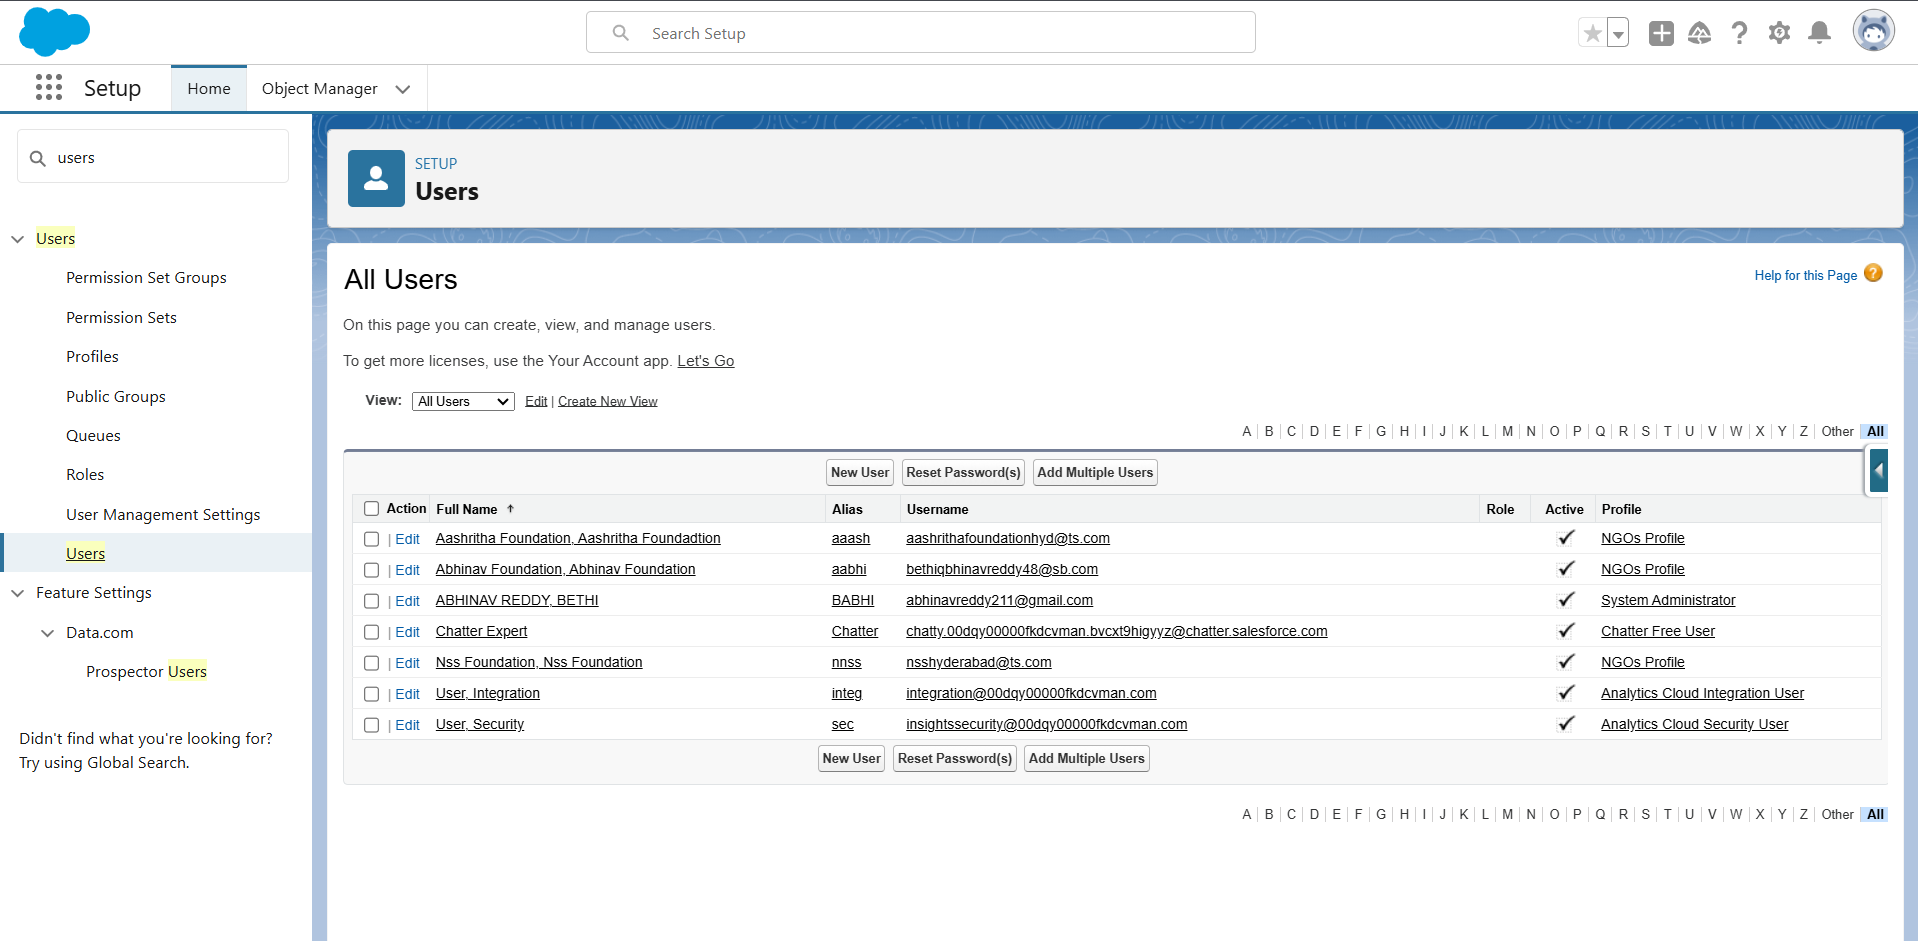 Search Setup
Setup
Home
Object Manager
users
Users
Permission Set Groups
Permission Sets
Profiles
Public Groups
Queues
Roles
User Management Settings
Users
Feature Settings
Data.com
Prospector Users
Didn't find what you're looking for?
Try using Global Search.
SETUP
Users
All Users
Help for this Page ?
On this page you can create, view, and manage users.
To get more licenses, use the Your Account app. Let's Go
View: All Users Edit | Create New View
A | B | C | D | E | F | G | H | I | J | K | L | M | N | O | P | Q | R | S | T | U | V | W | X | Y | Z | Other All
New User Reset Password(s) Add Multiple Users
Action Full Name ↑ Alias Username Role Active Profile
| Edit Aashritha Foundation, Aashritha Foundadtion aaash aashrithafoundationhyd@ts.com ✓ NGOs Profile
| Edit Abhinav Foundation, Abhinav Foundation aabhi bethiqbhinavreddy48@sb.com ✓ NGOs Profile
| Edit ABHINAV REDDY, BETHI BABHI abhinavreddy211@gmail.com ✓ System Administrator
| Edit Chatter Expert Chatter chatty.00dqy00000fkdcvman.bvcxt9higyyz@chatter.salesforce.com ✓ Chatter Free User
| Edit Nss Foundation, Nss Foundation nnss nsshyderabad@ts.com ✓ NGOs Profile
| Edit User, Integration integ integration@00dqy00000fkdcvman.com ✓ Analytics Cloud Integration User
| Edit User, Security sec insightssecurity@00dqy00000fkdcvman.com ✓ Analytics Cloud Security User
New User Reset Password(s) Add Multiple Users
A | B | C | D | E | F | G | H | I | J | K | L | M | N | O | P | Q | R | S | T | U | V | W | X | Y | Z | Other All